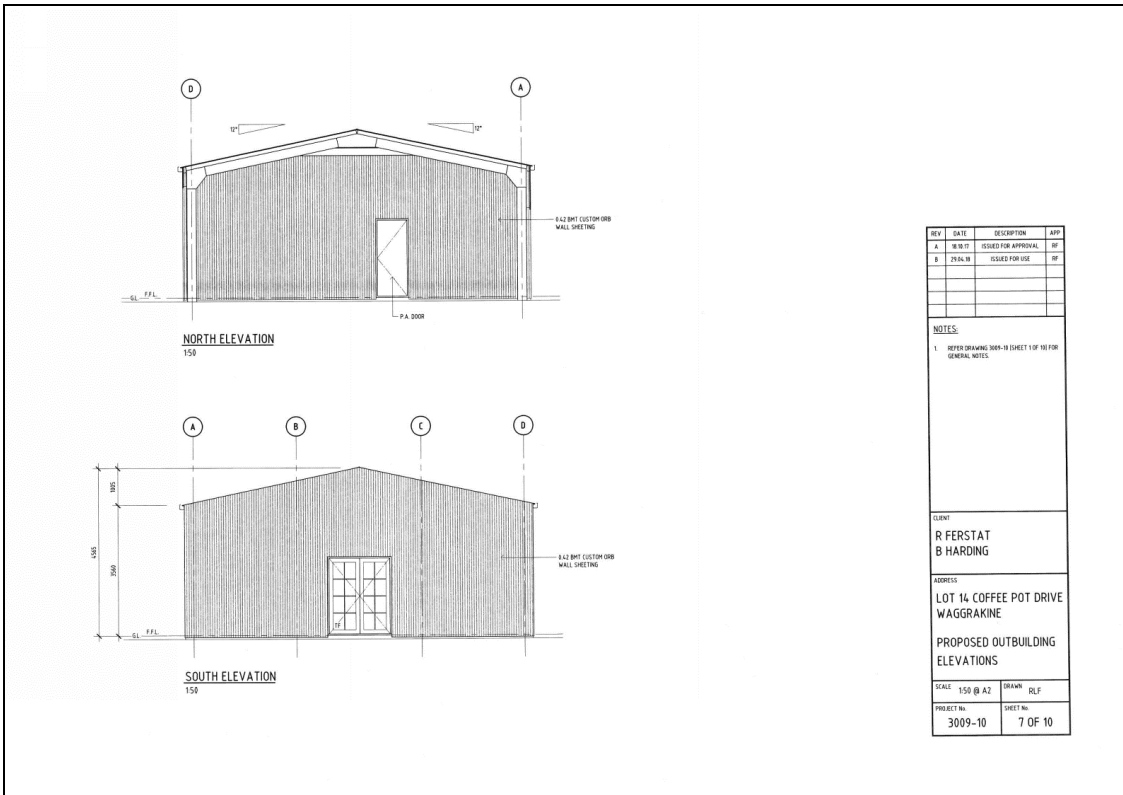 D
A
12°
12°
0.42 BMT CUSTOM ORB
WALL SHEETING
G.L. F.F.L.
P.A. DOOR
NORTH ELEVATION
1:50
A
B
C
D
1005
4565
3560
0.42 BMT CUSTOM ORB
WALL SHEETING
TF
G.L. F.F.L.
SOUTH ELEVATION
1:50
REV DATE DESCRIPTION APP
A 18.10.17 ISSUED FOR APPROVAL RF
B 29.04.18 ISSUED FOR USE RF
NOTES:
1. REFER DRAWING 3009-10 (SHEET 1 OF 10) FOR
GENERAL NOTES.
CLIENT
R FERSTAT
B HARDING
ADDRESS
LOT 14 COFFEE POT DRIVE
WAGGRAKINE
PROPOSED OUTBUILDING
ELEVATIONS
SCALE 1:50 @ A2 DRAWN RLF
PROJECT No. SHEET No.
3009-10 7 OF 10